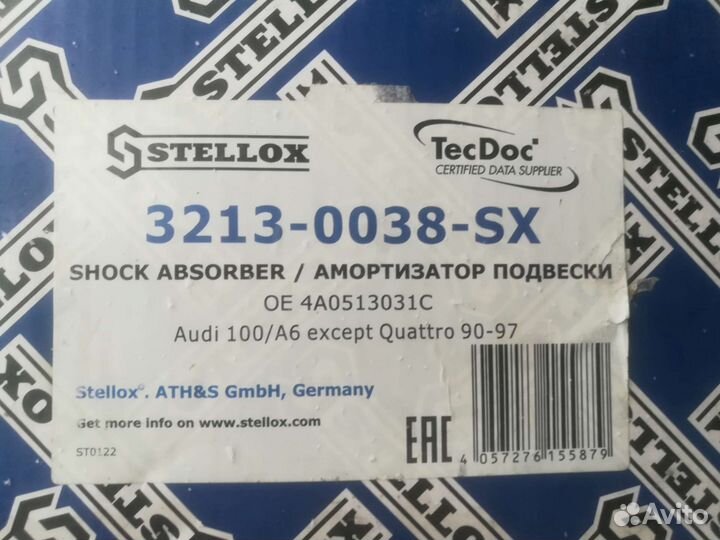 STELLOX
TecDoc
CERTIFIED DATA SUPPLIER
3213-0038-SX
SHOCK ABSORBER / АМОРТИЗАТОР ПОДВЕСКИ
OE 4A0513031C
Audi 100/A6 except Quattro 90-97
Stellox®. ATH&S GmbH, Germany
Get more info on www.stellox.com
ST0122
EAC
4 057276 155879
Avito